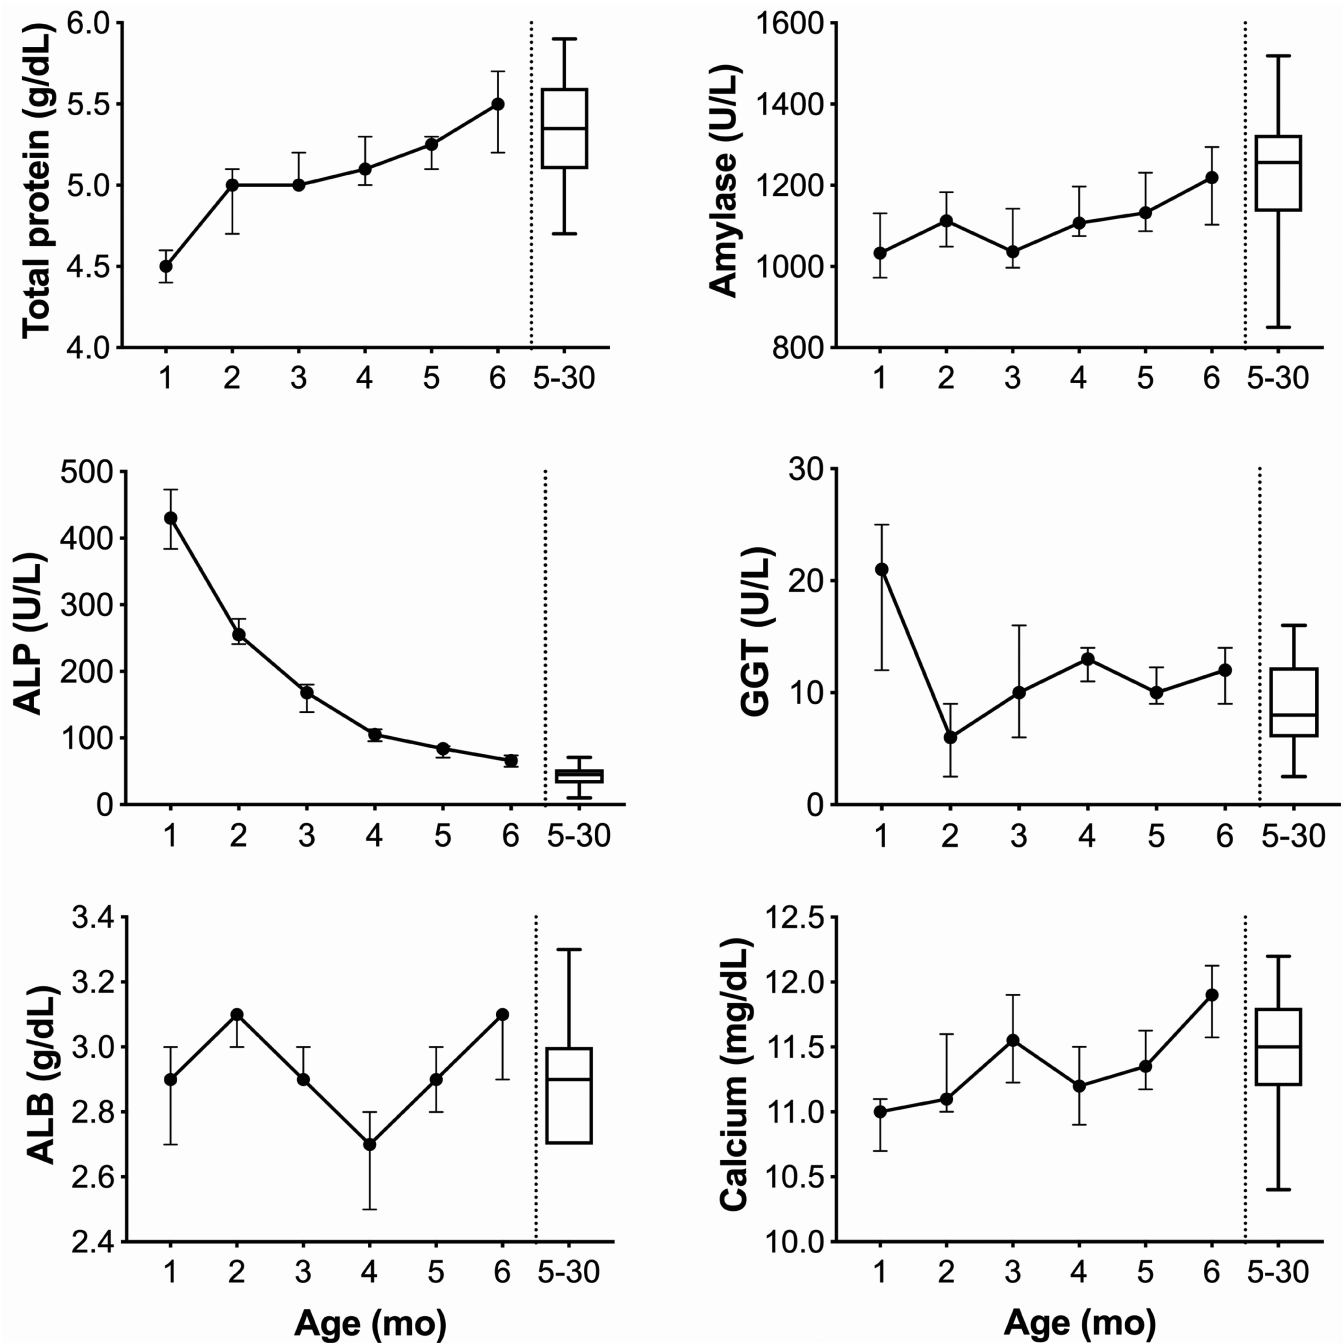 Total protein (g/dL)
6.0
5.5
5.0
4.5
4.0
1 2 3 4 5 6 5-30
Amylase (U/L)
1600
1400
1200
1000
800
1 2 3 4 5 6 5-30
ALP (U/L)
500
400
300
200
100
0
1 2 3 4 5 6 5-30
GGT (U/L)
30
20
10
0
1 2 3 4 5 6 5-30
ALB (g/dL)
3.4
3.2
3.0
2.8
2.6
2.4
1 2 3 4 5 6 5-30
Age (mo)
Calcium (mg/dL)
12.5
12.0
11.5
11.0
10.5
10.0
1 2 3 4 5 6 5-30
Age (mo)